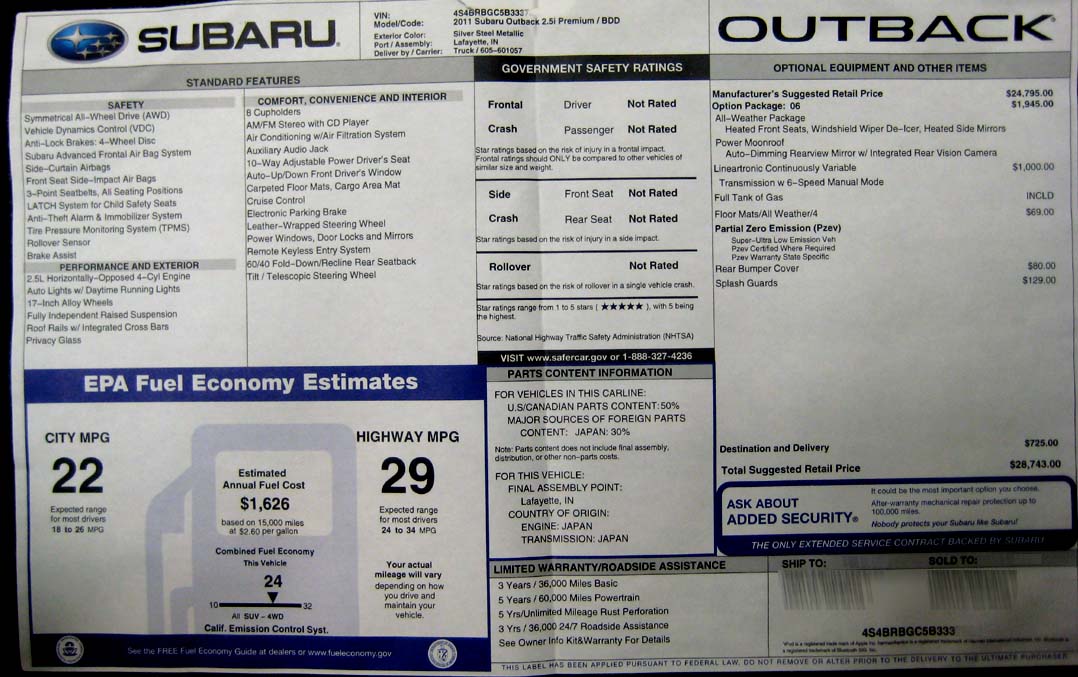 SUBARU®
VIN: 4S4BRBGC5B333
Model/Code: 2011 Subaru Outback 2.5i Premium / BDD
Exterior Color: Silver Steel Metallic
Port / Assembly: Lafayette, IN
Deliver by / Carrier: Truck / 605-601057
OUTBACK®
STANDARD FEATURES
SAFETY
Symmetrical All-Wheel Drive (AWD)
Vehicle Dynamics Control (VDC)
Anti-Lock Brakes: 4-Wheel Disc
Subaru Advanced Frontal Air Bag System
Side-Curtain Airbags
Front Seat Side-Impact Air Bags
3-Point Seatbelts, All Seating Positions
LATCH System for Child Safety Seats
Anti-Theft Alarm & Immobilizer System
Tire Pressure Monitoring System (TPMS)
Rollover Sensor
Brake Assist
PERFORMANCE AND EXTERIOR
2.5L Horizontally-Opposed 4-Cyl Engine
Auto Lights w/ Daytime Running Lights
17-Inch Alloy Wheels
Fully Independent Raised Suspension
Roof Rails w/ Integrated Cross Bars
Privacy Glass
COMFORT, CONVENIENCE AND INTERIOR
8 Cupholders
AM/FM Stereo with CD Player
Air Conditioning w/Air Filtration System
Auxiliary Audio Jack
10-Way Adjustable Power Driver's Seat
Auto-Up/Down Front Driver's Window
Carpeted Floor Mats, Cargo Area Mat
Cruise Control
Electronic Parking Brake
Leather-Wrapped Steering Wheel
Power Windows, Door Locks and Mirrors
Remote Keyless Entry System
60/40 Fold-Down/Recline Rear Seatback
Tilt / Telescopic Steering Wheel
GOVERNMENT SAFETY RATINGS
Frontal Driver Not Rated
Crash Passenger Not Rated
Star ratings based on the risk of injury in a frontal impact.
Frontal ratings should ONLY be compared to other vehicles of
similar size and weight.
Side Front Seat Not Rated
Crash Rear Seat Not Rated
Star ratings based on the risk of injury in a side impact.
Rollover Not Rated
Star ratings based on the risk of rollover in a single vehicle crash.
Star ratings range from 1 to 5 stars ( ★★★★★ ), with 5 being
the highest.
Source: National Highway Traffic Safety Administration (NHTSA)
VISIT www.safercar.gov or 1-888-327-4236
OPTIONAL EQUIPMENT AND OTHER ITEMS
Manufacturer's Suggested Retail Price $24,795.00
Option Package: 06 $1,945.00
All-Weather Package
Heated Front Seats, Windshield Wiper De-Icer, Heated Side Mirrors
Power Moonroof
Auto-Dimming Rearview Mirror w/ Integrated Rear Vision Camera
Lineartronic Continuously Variable $1,000.00
Transmission w 6-Speed Manual Mode
Full Tank of Gas INCLD
Floor Mats/All Weather/4 $69.00
Partial Zero Emission (Pzev)
Super-Ultra Low Emission Veh
Pzev Certified Where Required
Pzev Warranty State Specific
Rear Bumper Cover $80.00
Splash Guards $129.00
Destination and Delivery $725.00
Total Suggested Retail Price $28,743.00
EPA Fuel Economy Estimates
CITY MPG
22
Expected range
for most drivers
18 to 26 MPG
Estimated
Annual Fuel Cost
$1,626
based on 15,000 miles
at $2.60 per gallon
Combined Fuel Economy
This Vehicle
24
10 32
All SUV - 4WD
Calif. Emission Control Syst.
HIGHWAY MPG
29
Expected range
for most drivers
24 to 34 MPG
Your actual
mileage will vary
depending on how
you drive and
maintain your
vehicle.
See the FREE Fuel Economy Guide at dealers or www.fueleconomy.gov
PARTS CONTENT INFORMATION
FOR VEHICLES IN THIS CARLINE:
U.S/CANADIAN PARTS CONTENT:50%
MAJOR SOURCES OF FOREIGN PARTS
CONTENT: JAPAN: 30%
Note: Parts content does not include final assembly,
distribution, or other non-parts costs.
FOR THIS VEHICLE:
FINAL ASSEMBLY POINT:
Lafayette, IN
COUNTRY OF ORIGIN:
ENGINE: JAPAN
TRANSMISSION: JAPAN
ASK ABOUT
ADDED SECURITY®
It could be the most important option you choose.
After-warranty mechanical repair protection up to
100,000 miles.
Nobody protects your Subaru like Subaru!
THE ONLY EXTENDED SERVICE CONTRACT BACKED BY SUBARU
LIMITED WARRANTY/ROADSIDE ASSISTANCE
3 Years / 36,000 Miles Basic
5 Years / 60,000 Miles Powertrain
5 Yrs/Unlimited Mileage Rust Perforation
3 Yrs / 36,000 24/7 Roadside Assistance
See Owner Info Kit&Warranty For Details
SHIP TO: SOLD TO:
4S4BRBGC5B333
THIS LABEL HAS BEEN APPLIED PURSUANT TO FEDERAL LAW, DO NOT REMOVE OR ALTER PRIOR TO THE DELIVERY TO THE ULTIMATE PURCHASER.